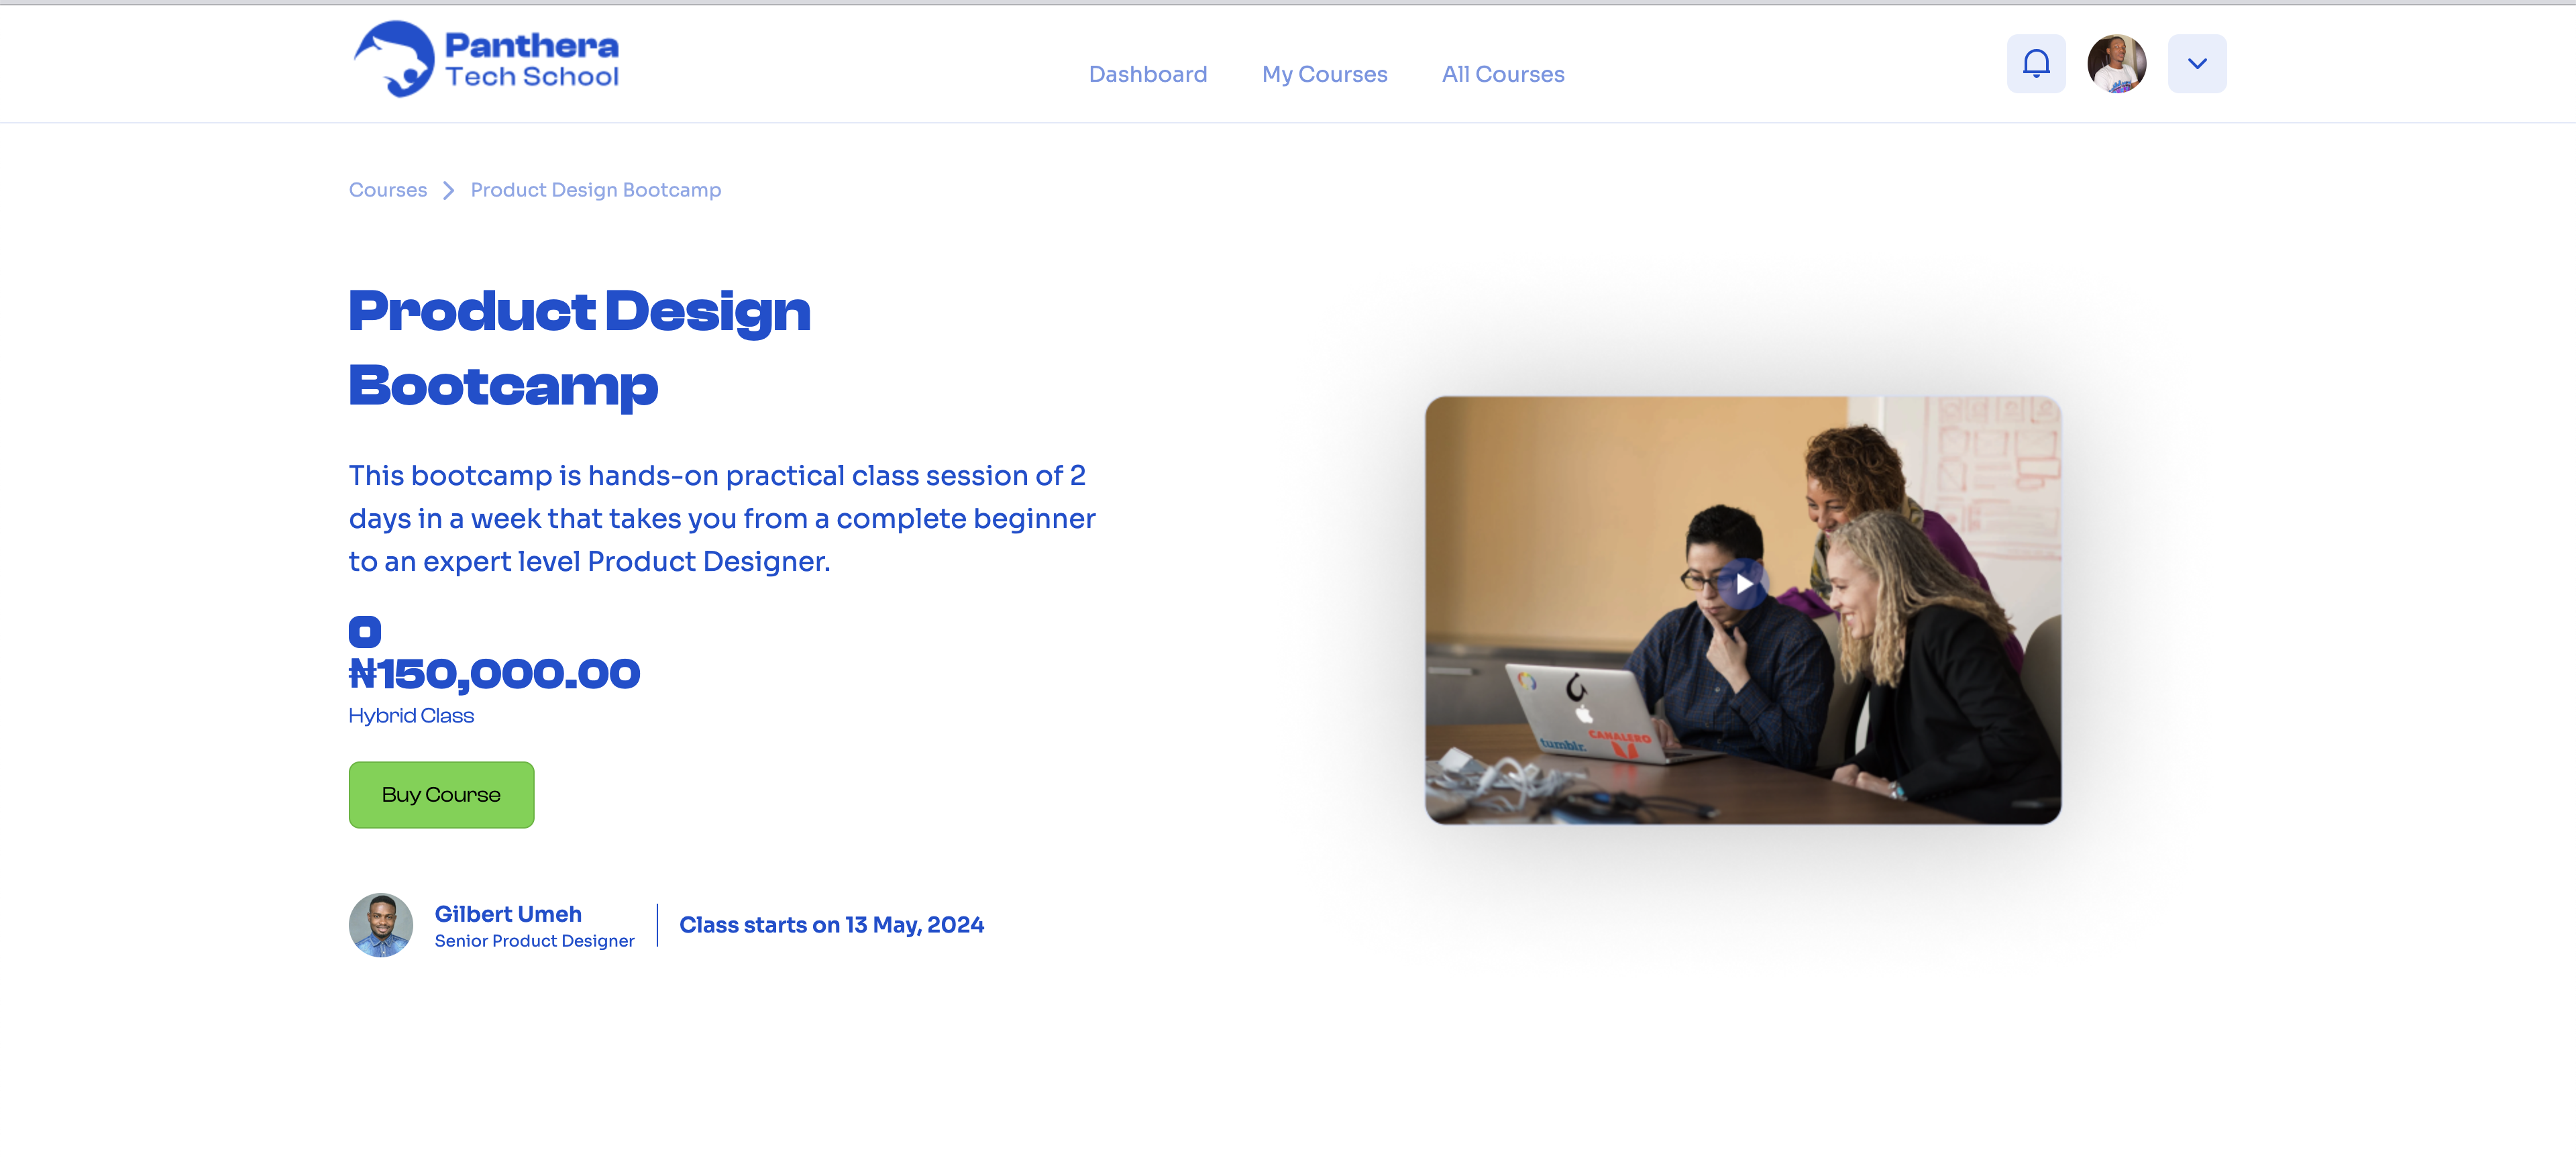 Panthera
Tech School
Dashboard
My Courses
All Courses
Courses
Product Design Bootcamp
Product Design
Bootcamp
This bootcamp is hands-on practical class session of 2
days in a week that takes you from a complete beginner
to an expert level Product Designer.
0
₦150,000.00
Hybrid Class
Buy Course
Gilbert Umeh
Senior Product Designer
Class starts on 13 May, 2024
tumblr.
CANALERO